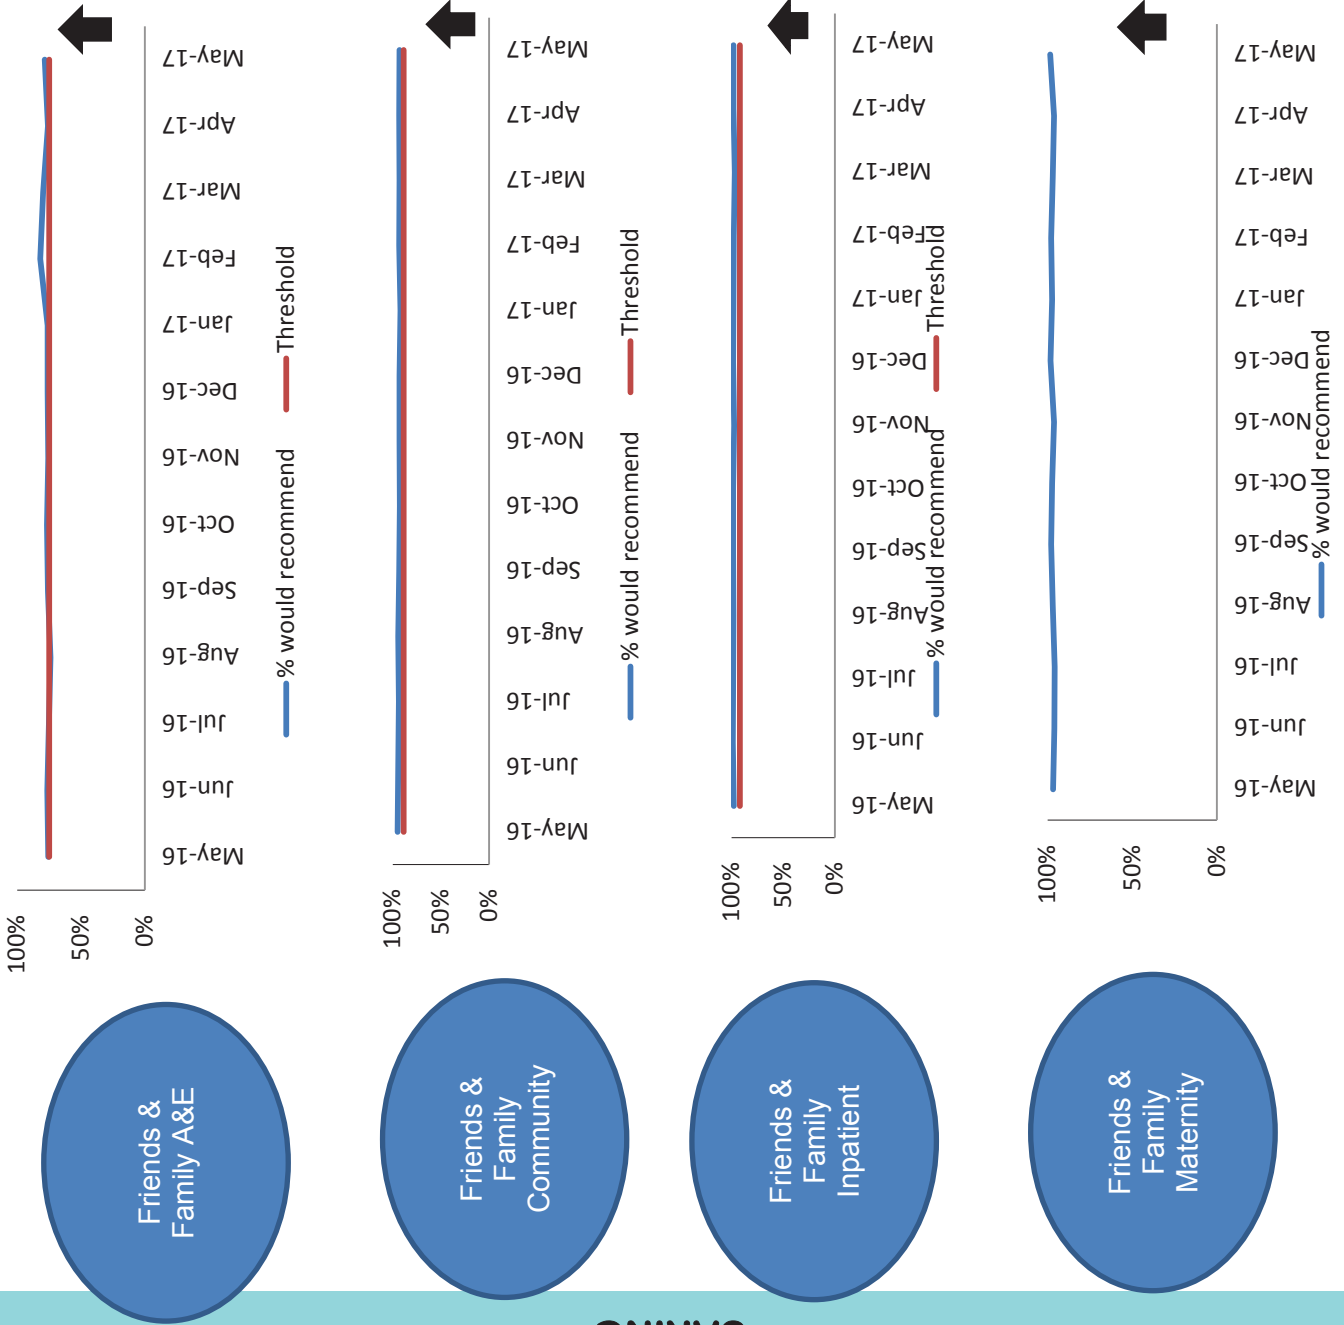 Friends &
Family A&E
100%
50%
0%
May-16
Jun-16
Jul-16
Aug-16
Sep-16
Oct-16
Nov-16
Dec-16
Jan-17
Feb-17
Mar-17
Apr-17
May-17
% would recommend
Threshold
Friends &
Family
Community
100%
50%
0%
May-16
Jun-16
Jul-16
Aug-16
Sep-16
Oct-16
Nov-16
Dec-16
Jan-17
Feb-17
Mar-17
Apr-17
May-17
% would recommend
Threshold
Friends &
Family
Inpatient
100%
50%
0%
May-16
Jun-16
Jul-16
Aug-16
Sep-16
Oct-16
Nov-16
Dec-16
Jan-17
Feb-17
Mar-17
Apr-17
May-17
% would recommend
Threshold
Friends &
Family
Maternity
100%
50%
0%
May-16
Jun-16
Jul-16
Aug-16
Sep-16
Oct-16
Nov-16
Dec-16
Jan-17
Feb-17
Mar-17
Apr-17
May-17
% would recommend